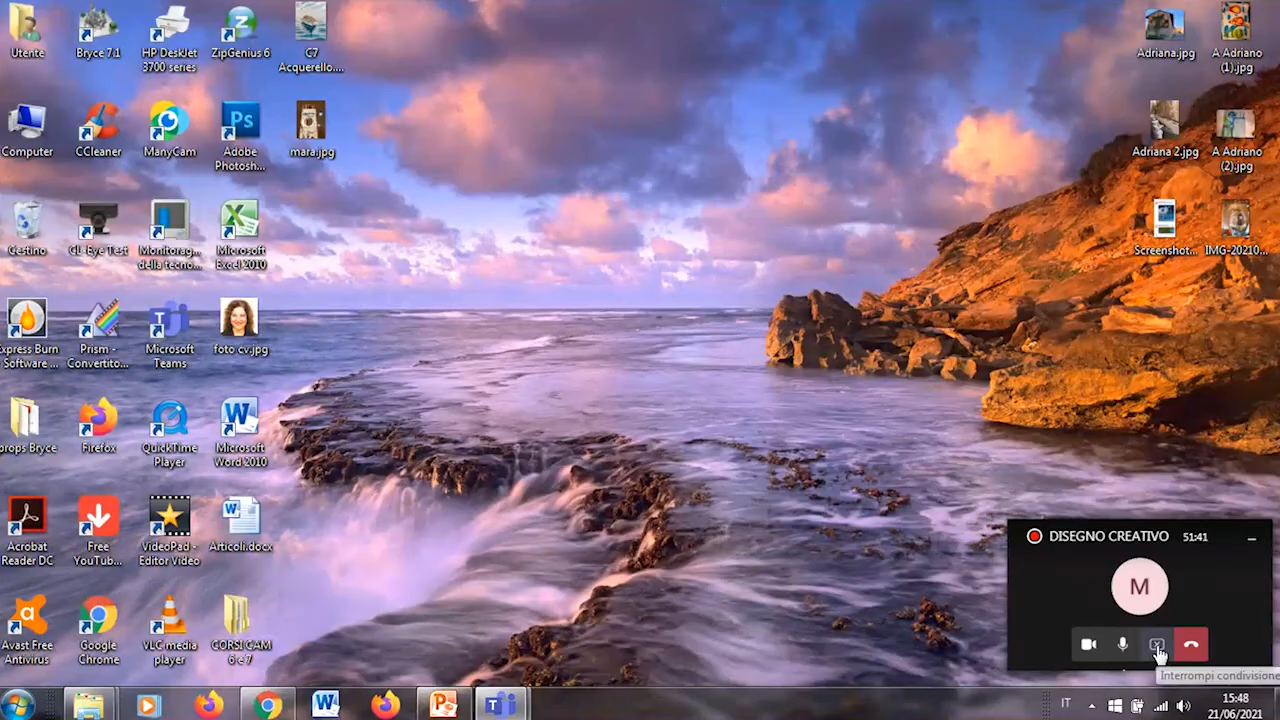 Utente
Bryce 7.1
HP DeskJet
3700 series
ZipGenius 6
C7
Acquerello....
Adriana.jpg
A Adriano
(1).jpg
Computer
CCleaner
ManyCam
Ps
Adobe
Photosh...
mara.jpg
Adriana 2.jpg
A Adriano
(2).jpg
Cestino
CL-Eye Test
Monitorag...
della tecno...
Microsoft
Excel 2010
Screenshot...
IMG-20210...
Express Burn
Software ...
Prism -
Convertito...
Microsoft
Teams
foto cv.jpg
props Bryce
Firefox
QuickTime
Player
Microsoft
Word 2010
Acrobat
Reader DC
Free
YouTub...
VideoPad -
Editor Video
Articoli.docx
Avast Free
Antivirus
Google
Chrome
VLC media
player
CORSI CAM
6 e 7
DISEGNO CREATIVO 51:41
M
Interrompi condivisione
IT
15:48
21/06/2021